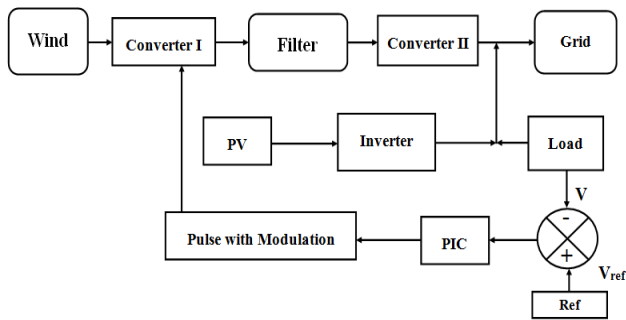 Wind
Converter I
Filter
Converter II
Grid
PV
Inverter
Load
V
-
Pulse with Modulation
PIC
+
Vref
Ref